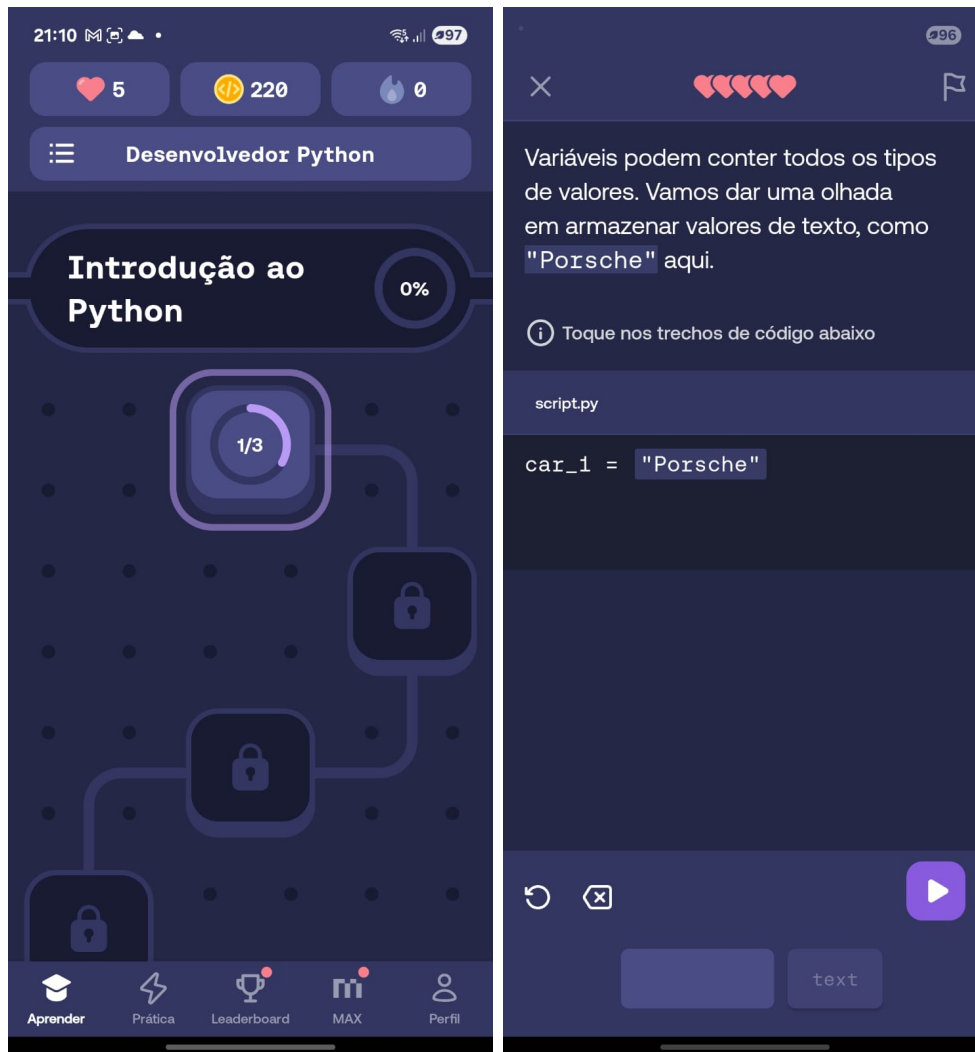 21:10
97
5
220
0
Desenvolvedor Python
Introdução ao
Python
0%
1/3
Aprender
Prática
Leaderboard
MAX
Perfil
96
Variáveis podem conter todos os tipos
de valores. Vamos dar uma olhada
em armazenar valores de texto, como
"Porsche" aqui.
Toque nos trechos de código abaixo
script.py
car_1 = "Porsche"
text